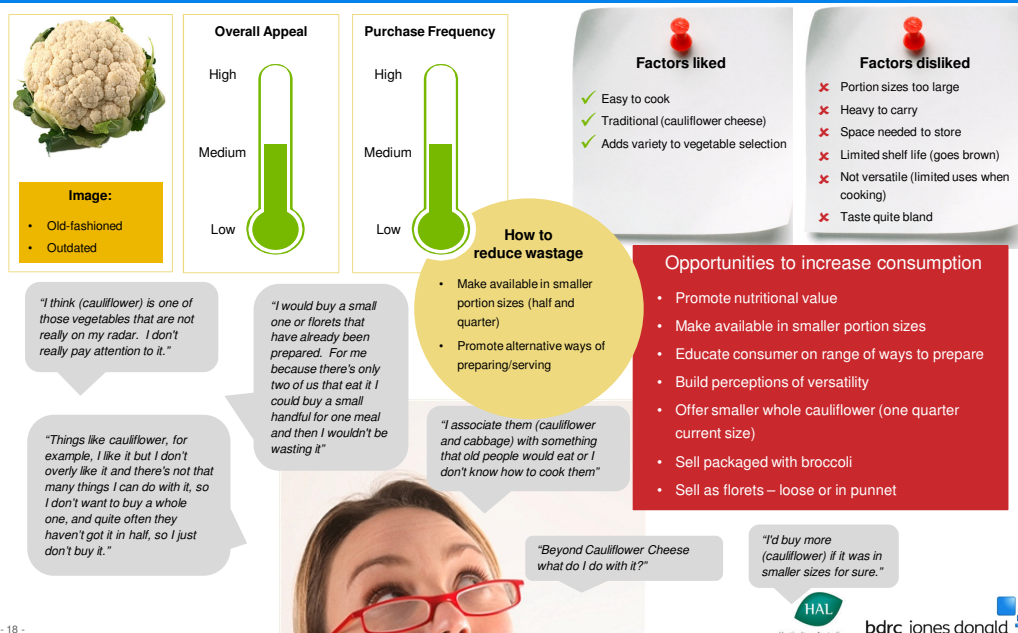 Overall Appeal
High
Medium
Low
Purchase Frequency
High
Medium
Low
Image:
• Old-fashioned
• Outdated
Factors liked
✓ Easy to cook
✓ Traditional (cauliflower cheese)
✓ Adds variety to vegetable selection
Factors disliked
✘ Portion sizes too large
✘ Heavy to carry
✘ Space needed to store
✘ Limited shelf life (goes brown)
✘ Not versatile (limited uses when
cooking)
✘ Taste quite bland
How to
reduce wastage
• Make available in smaller
portion sizes (half and
quarter)
• Promote alternative ways of
preparing/serving
Opportunities to increase consumption
• Promote nutritional value
• Make available in smaller portion sizes
• Educate consumer on range of ways to prepare
• Build perceptions of versatility
• Offer smaller whole cauliflower (one quarter
current size)
• Sell packaged with broccoli
• Sell as florets – loose or in punnet
“I think (cauliflower) is one of
those vegetables that are not
really on my radar. I don't
really pay attention to it.”
“I would buy a small
one or florets that
have already been
prepared. For me
because there's only
two of us that eat it I
could buy a small
handful for one meal
and then I wouldn't be
wasting it”
“Things like cauliflower, for
example, I like it but I don't
overly like it and there's not that
many things I can do with it, so
I don't want to buy a whole
one, and quite often they
haven't got it in half, so I just
don't buy it.”
“I associate them (cauliflower
and cabbage) with something
that old people would eat or I
don't know how to cook them”
“Beyond Cauliflower Cheese
what do I do with it?”
“I'd buy more
(cauliflower) if it was in
smaller sizes for sure.”
HAL
bdrc jones donald
- 18 -